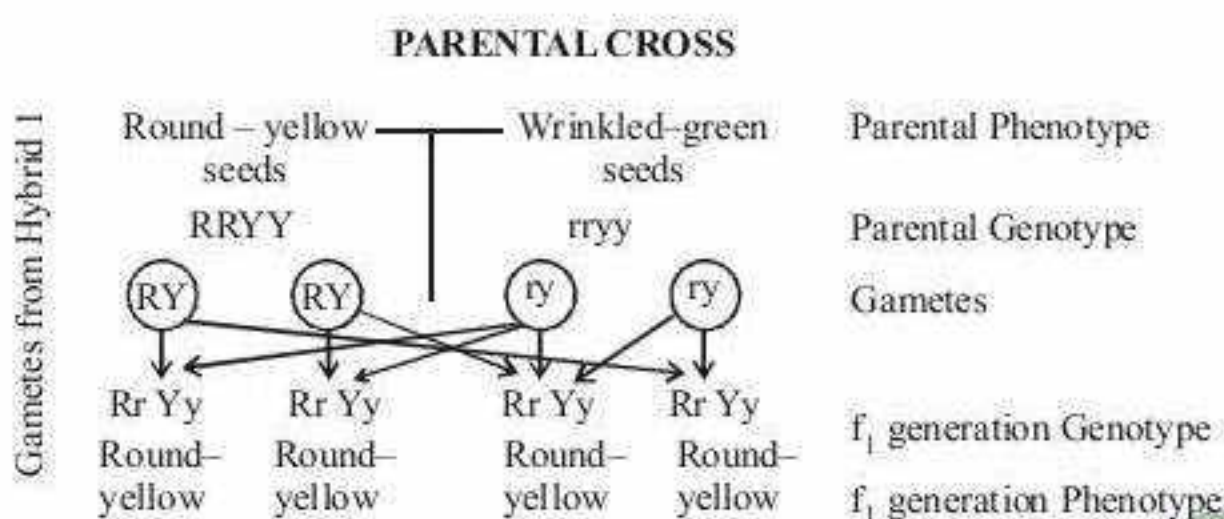 PARENTAL CROSS
Gametes from Hybrid 1
Round – yellow seeds
Wrinkled–green seeds
Parental Phenotype
RRYY
rryy
Parental Genotype
RY
RY
ry
ry
Gametes
Rr Yy
Rr Yy
Rr Yy
Rr Yy
f₁ generation Genotype
Round–yellow
Round–yellow
Round–yellow
Round–yellow
f₁ generation Phenotype